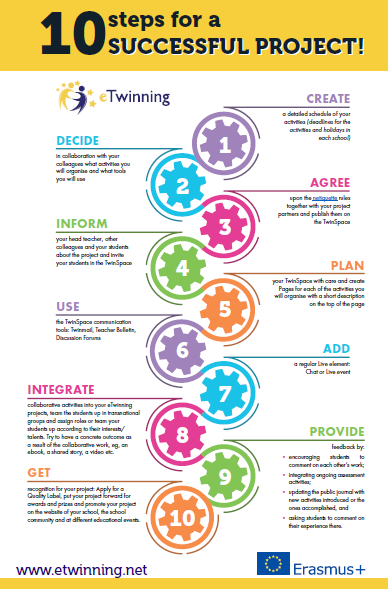 10 steps for a
SUCCESSFUL PROJECT!
eTwinning
CREATE
a detailed schedule of your
activities (deadlines for the
activities and holidays in
each school)
1
DECIDE
in collaboration with your
colleagues what activities you
will organise and what tools
you will use
2
AGREE
upon the netiquette rules
together with your project
partners and publish them on
the TwinSpace
3
INFORM
your head teacher, other
colleagues and your students
about the project and invite
your students in the TwinSpace
4
PLAN
your TwinSpace with care and create
Pages for each of the activities you
will organise with a short description
on the top of the page
5
USE
the TwinSpace communication
tools: Twinmail, Teacher Bulletin,
Discussion Forums
6
ADD
a regular Live element:
Chat or Live event
7
INTEGRATE
collaborative activities into your eTwinning
projects, team the students up in transnational
groups and assign roles or team your
students up according to their interests/
talents. Try to have a concrete outcome as
a result of the collaborative work, eg, an
ebook, a shared story, a video etc.
8
PROVIDE
feedback by:
• encouraging students to
comment on each other's work;
• integrating ongoing assessment
activities;
• updating the public journal with
new activities introduced or the
ones accomplished, and
• asking students to comment on
their experience there.
9
GET
recognition for your project: Apply for a
Quality Label, put your project forward for
awards and prizes and promote your project
on the website of your school, the school
community and at different educational events.
10
www.etwinning.net
Erasmus+